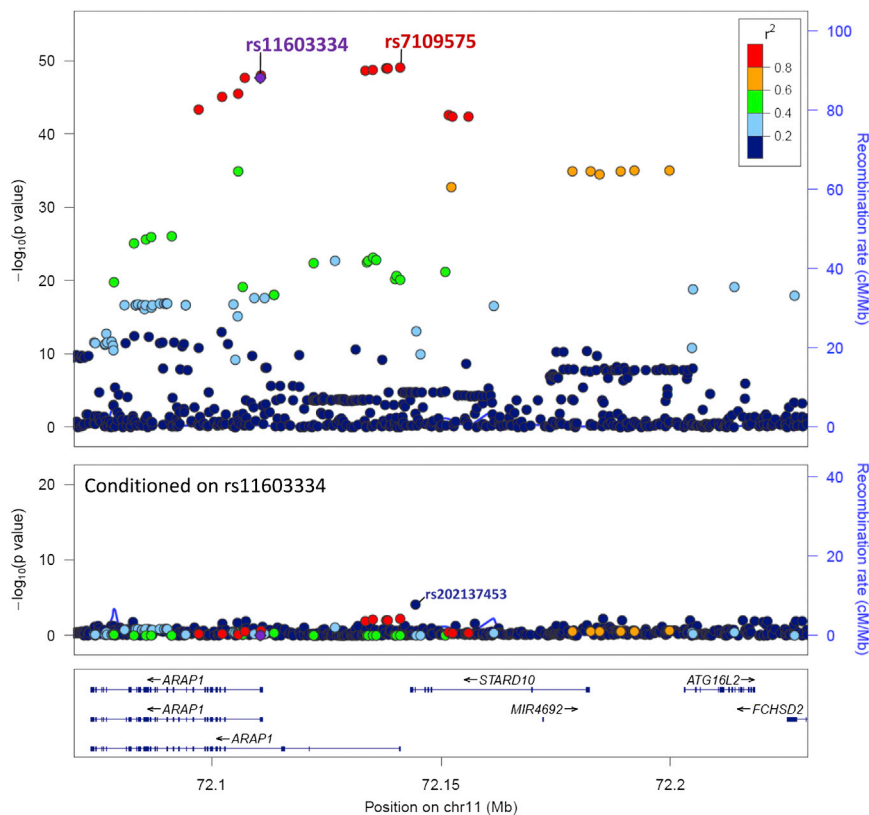 rs11603334
rs7109575
r2
0.8
0.6
0.4
0.2
50
40
30
20
10
0
−log10(p value)
100
80
60
40
20
0
Recombination rate (cM/Mb)
Conditioned on rs11603334
rs202137453
20
10
0
−log10(p value)
40
20
0
Recombination rate (cM/Mb)
←ARAP1
←STARD10
ATG16L2→
←ARAP1
MIR4692→
←FCHSD2
←ARAP1
72.1
72.15
72.2
Position on chr11 (Mb)